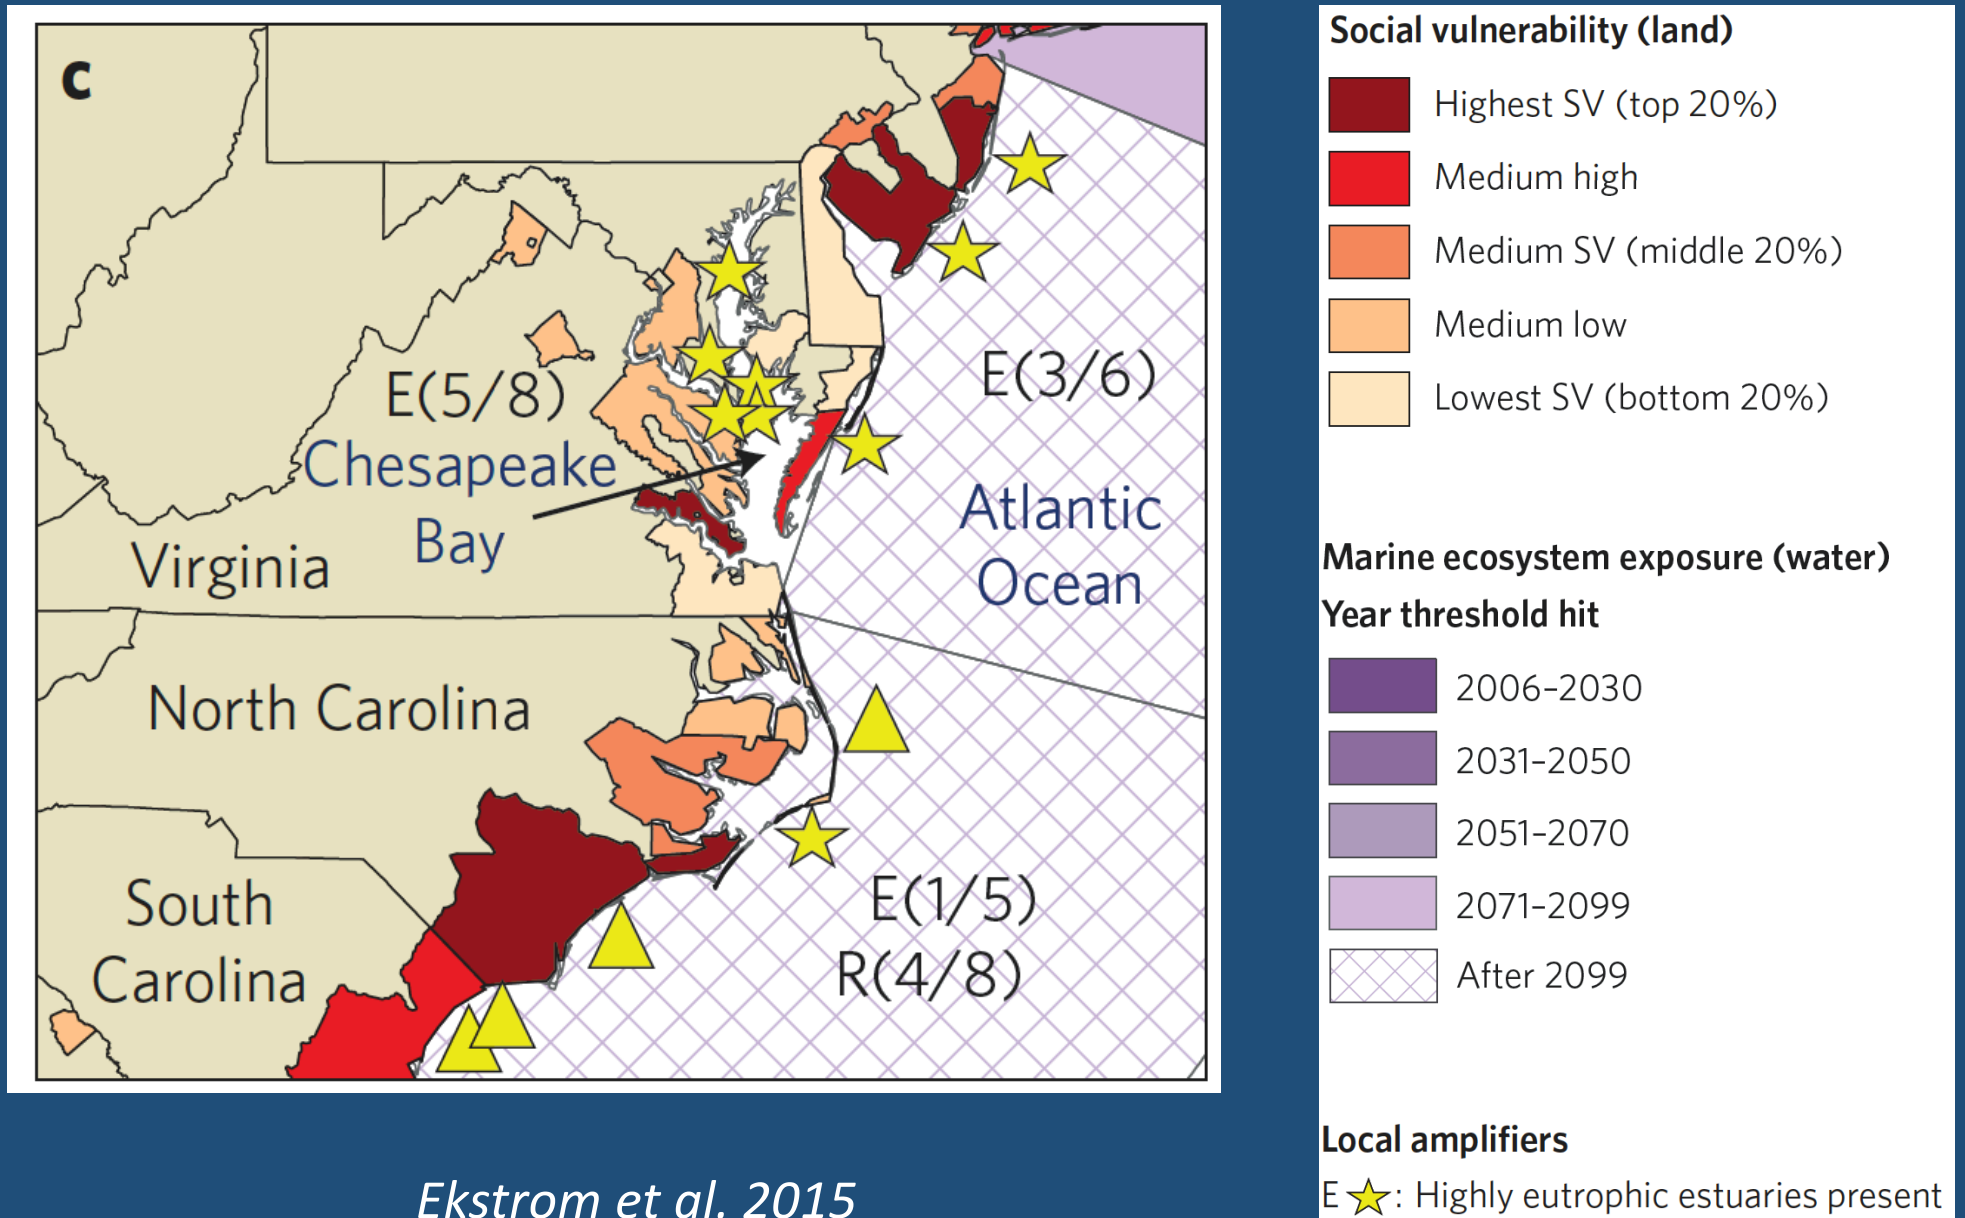 c
E(5/8)
Chesapeake
Bay
E(3/6)
Atlantic
Ocean
Virginia
North Carolina
South
Carolina
E(1/5)
R(4/8)
Ekstrom et al. 2015
Social vulnerability (land)
Highest SV (top 20%)
Medium high
Medium SV (middle 20%)
Medium low
Lowest SV (bottom 20%)
Marine ecosystem exposure (water)
Year threshold hit
2006–2030
2031–2050
2051–2070
2071–2099
After 2099
Local amplifiers
E ★: Highly eutrophic estuaries present